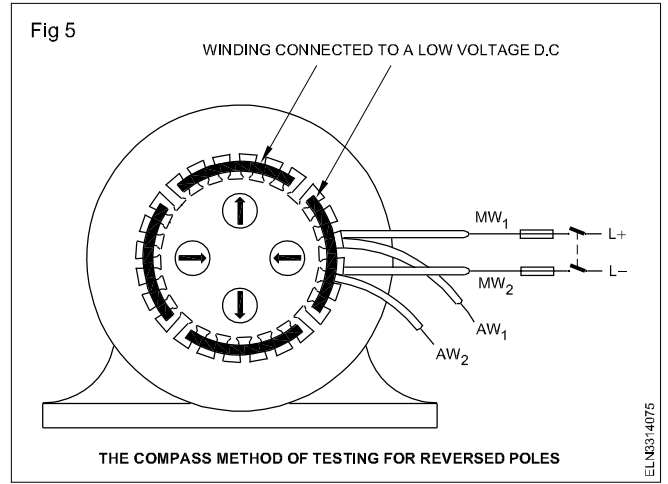 Fig 5
WINDING CONNECTED TO A LOW VOLTAGE D.C
MW1
L+
L−
MW2
AW1
AW2
THE COMPASS METHOD OF TESTING FOR REVERSED POLES
ELN3314075